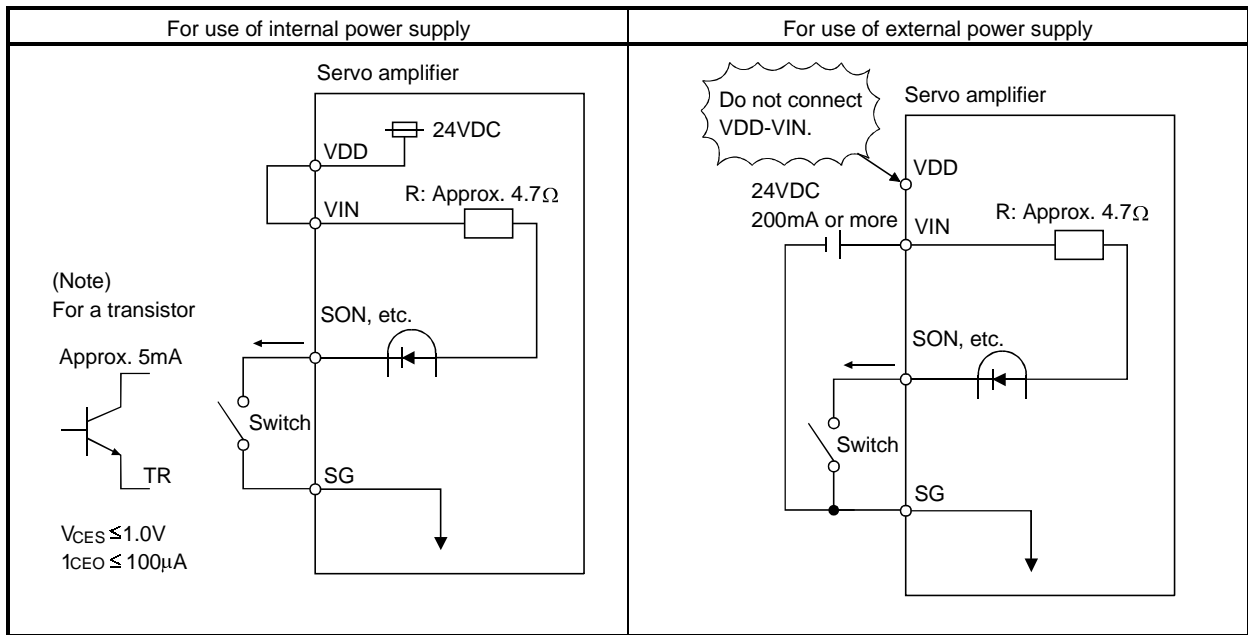 For use of internal power supply
For use of external power supply
Servo amplifier
24VDC
VDD
VIN
R: Approx. 4.7Ω
(Note)
For a transistor
Approx. 5mA
SON, etc.
Switch
TR
SG
VCES ≤1.0V
1CEO ≤ 100μA
Do not connect
VDD-VIN.
Servo amplifier
VDD
24VDC
200mA or more
VIN
R: Approx. 4.7Ω
SON, etc.
Switch
SG